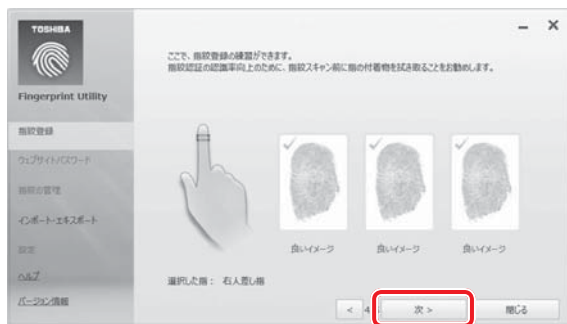 TOSHIBA
Fingerprint Utility
指紋登録
ウェブサイトパスワード
指紋の管理
インポート・エクスポート
設定
ヘルプ
バージョン情報
ここで、指紋登録の練習ができます。
指紋認証の認識率向上のために、指紋スキャン前に指の付着物を拭き取ることをお勧めします。
良いイメージ 良いイメージ 良いイメージ
選択した指： 右人差し指
< 4 次 > 閉じる